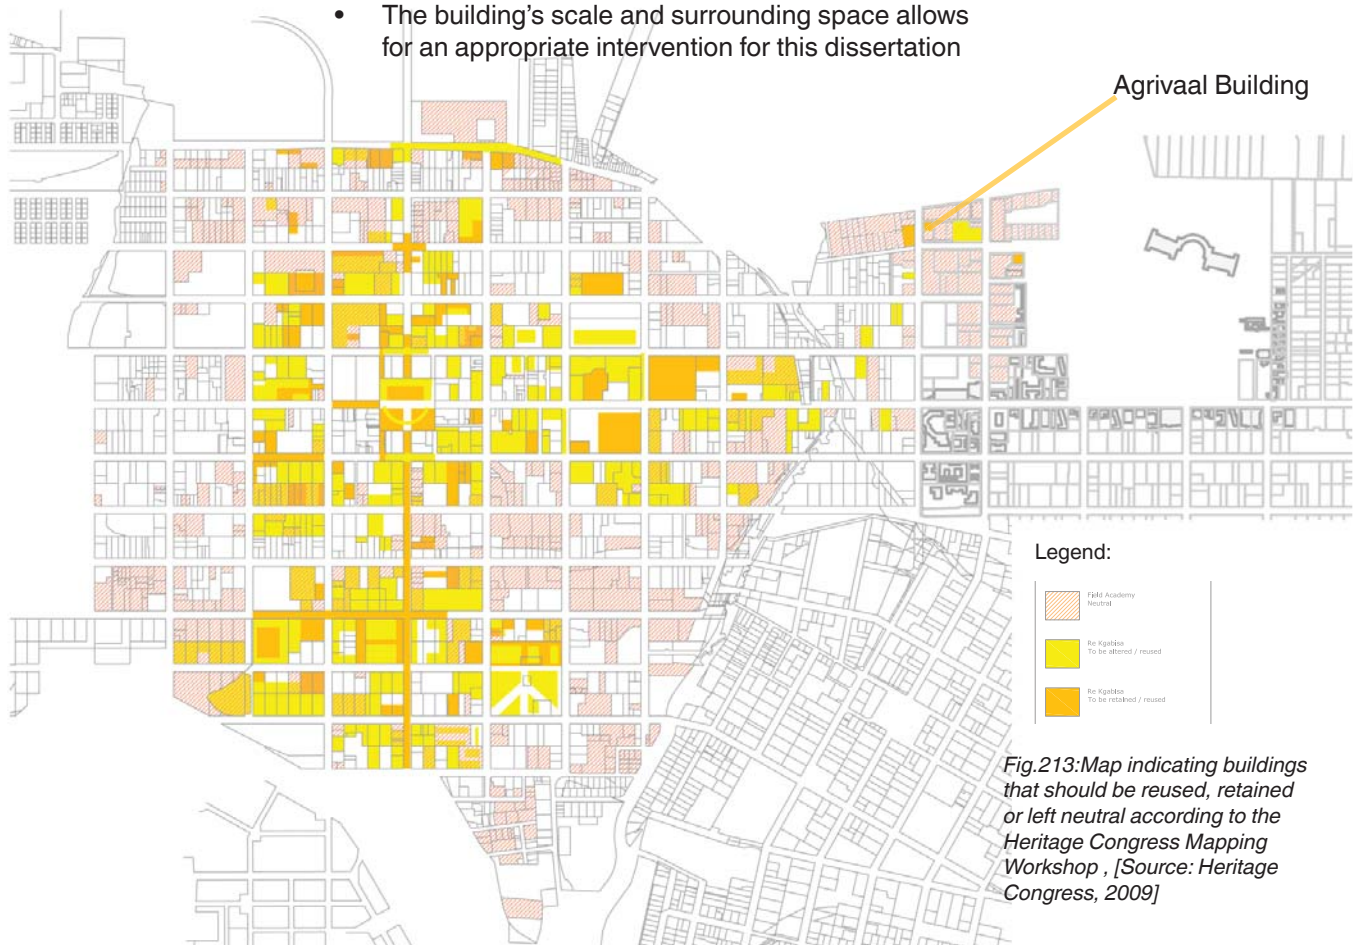 • The building’s scale and surrounding space allows
for an appropriate intervention for this dissertation
Agrivaal Building
Legend:
Field Academy
Neutral
Re Kgabisa
To be altered / reused
Re Kgabisa
To be retained / reused
Fig.213:Map indicating buildings
that should be reused, retained
or left neutral according to the
Heritage Congress Mapping
Workshop , [Source: Heritage
Congress, 2009]